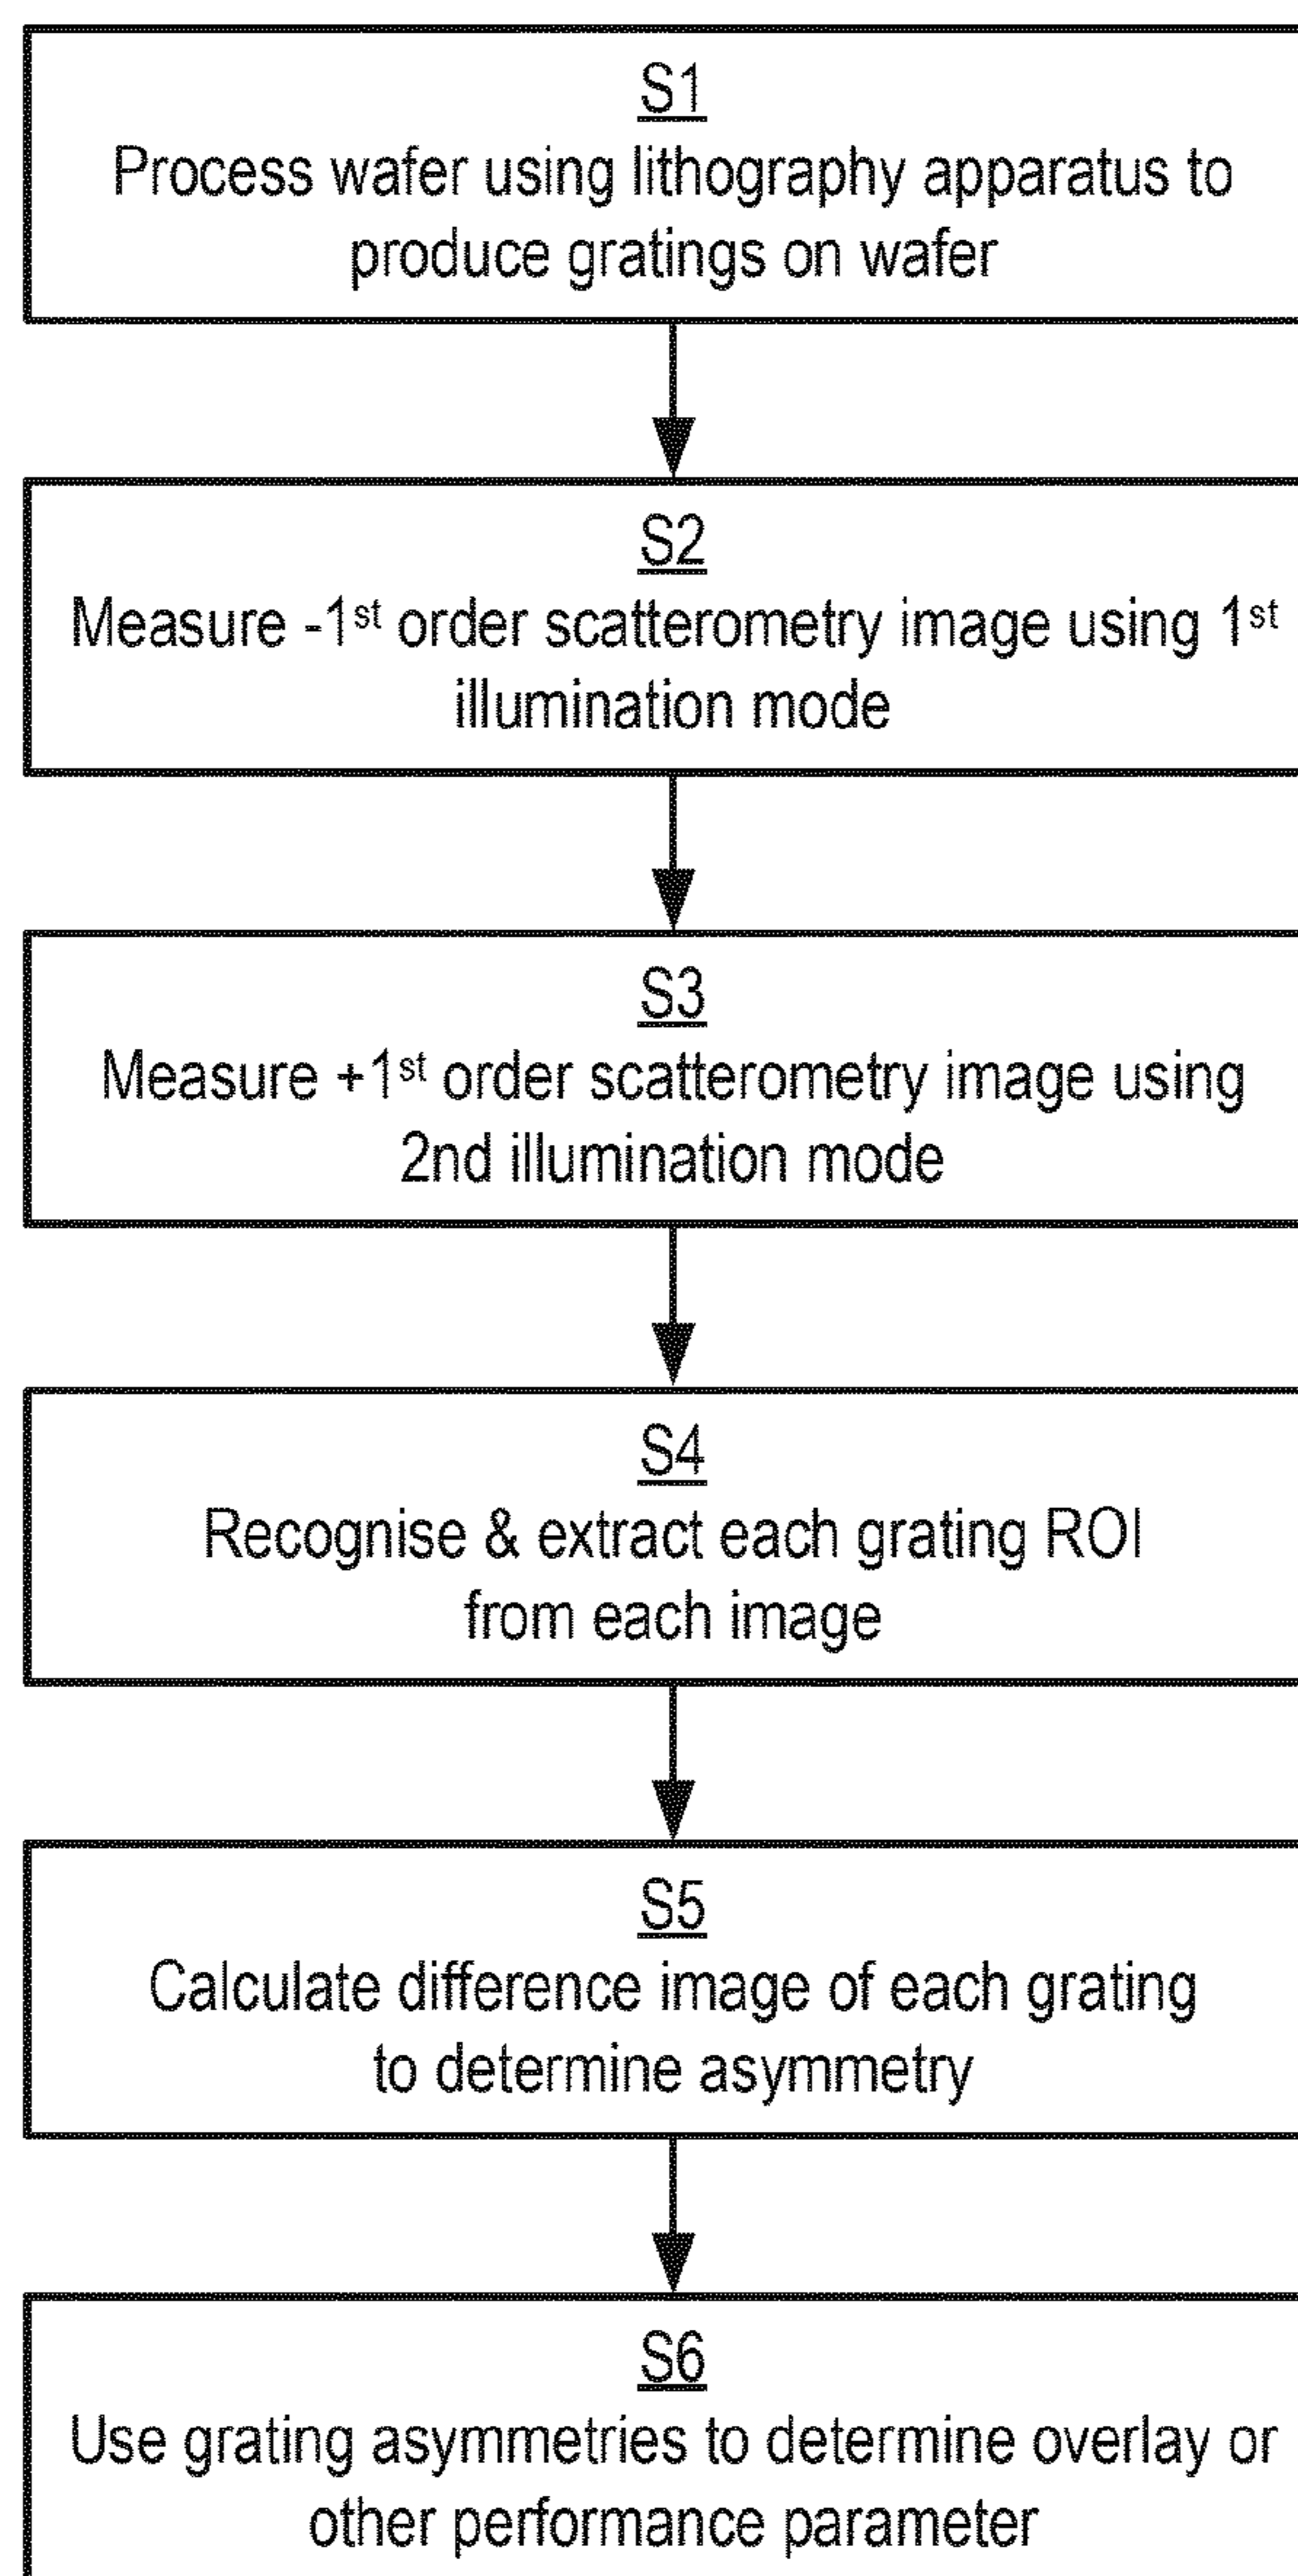 S1
Process wafer using lithography apparatus to
produce gratings on wafer
S2
Measure -1st order scatterometry image using 1st
illumination mode
S3
Measure +1st order scatterometry image using
2nd illumination mode
S4
Recognise & extract each grating ROI
from each image
S5
Calculate difference image of each grating
to determine asymmetry
S6
Use grating asymmetries to determine overlay or
other performance parameter